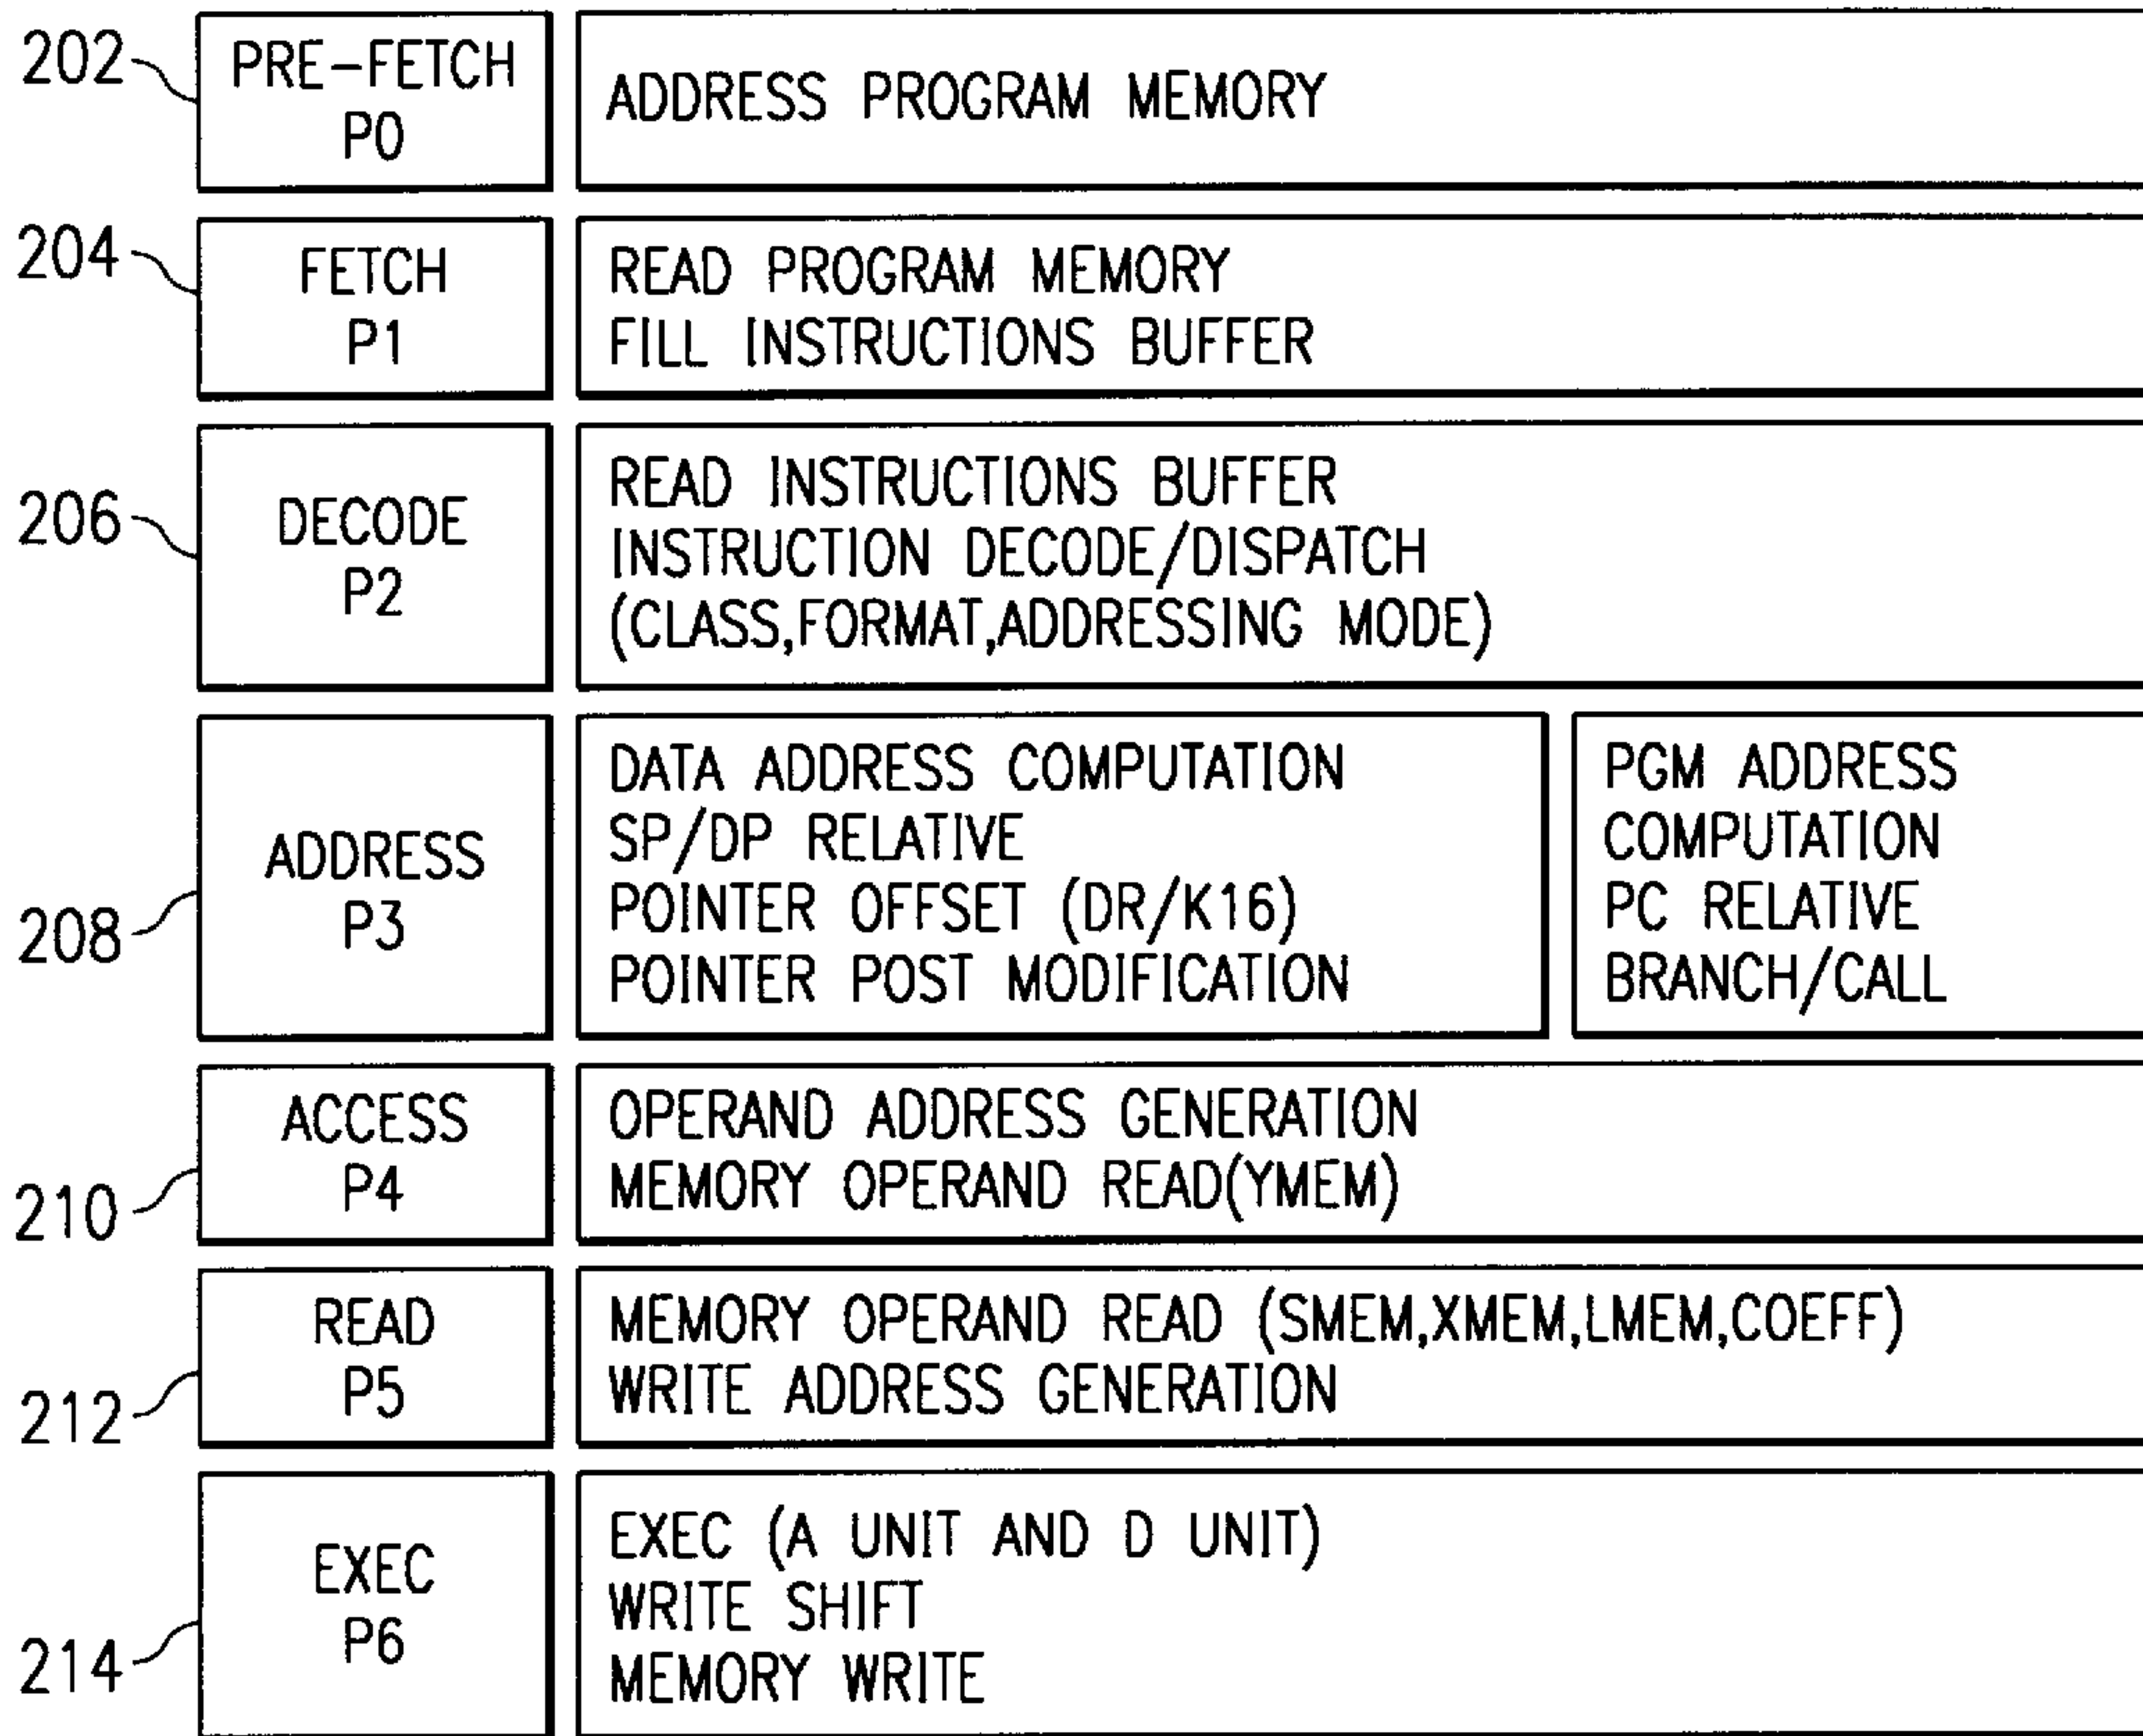 202
PRE-FETCH
P0
ADDRESS PROGRAM MEMORY
204
FETCH
P1
READ PROGRAM MEMORY
FILL INSTRUCTIONS BUFFER
206
DECODE
P2
READ INSTRUCTIONS BUFFER
INSTRUCTION DECODE/DISPATCH
(CLASS,FORMAT,ADDRESSING MODE)
208
ADDRESS
P3
DATA ADDRESS COMPUTATION
SP/DP RELATIVE
POINTER OFFSET (DR/K16)
POINTER POST MODIFICATION
PGM ADDRESS
COMPUTATION
PC RELATIVE
BRANCH/CALL
210
ACCESS
P4
OPERAND ADDRESS GENERATION
MEMORY OPERAND READ(YMEM)
212
READ
P5
MEMORY OPERAND READ (SMEM,XMEM,LMEM,COEFF)
WRITE ADDRESS GENERATION
214
EXEC
P6
EXEC (A UNIT AND D UNIT)
WRITE SHIFT
MEMORY WRITE